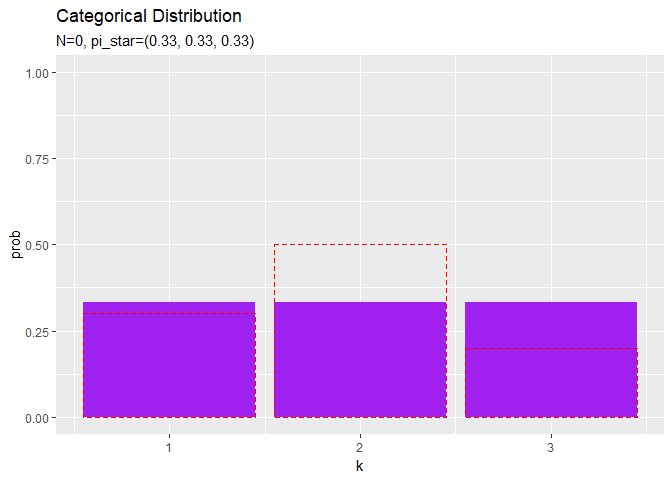 Categorical Distribution
N=0, pi_star=(0.33, 0.33, 0.33)
1.00
0.75
0.50
0.25
0.00
prob
1 2 3
k